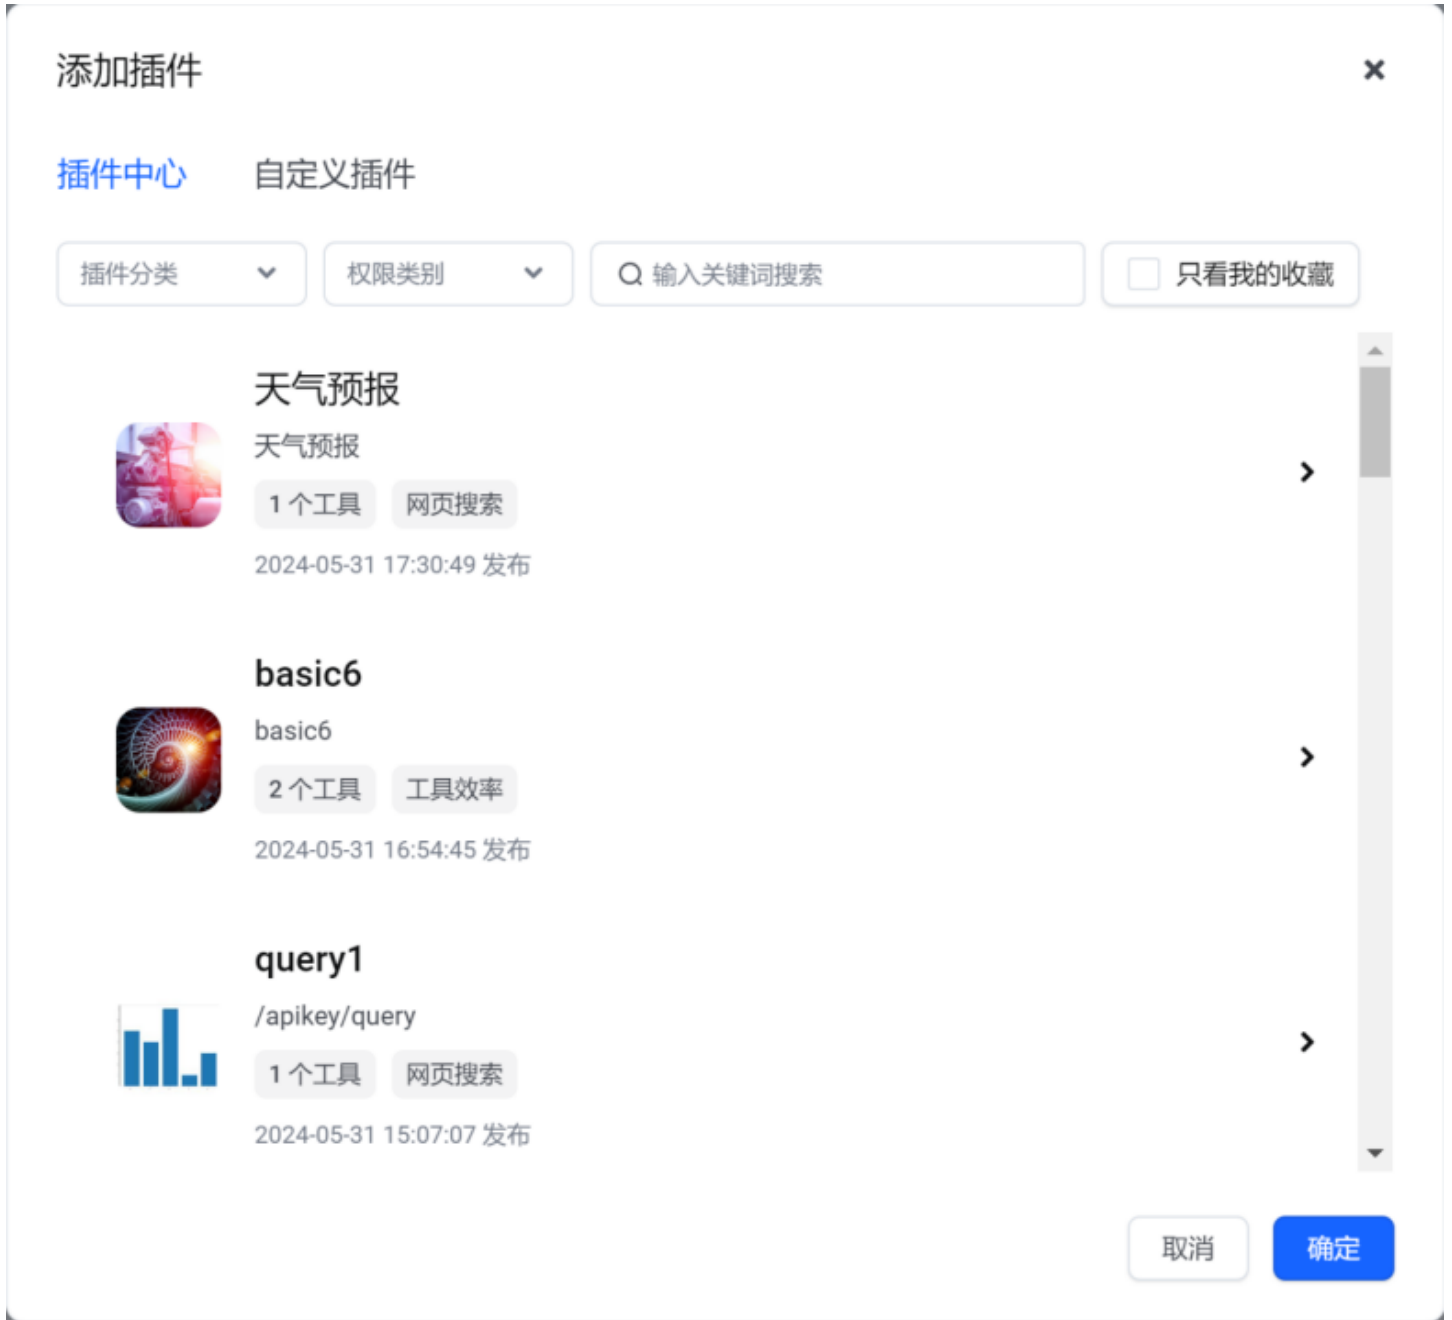 添加插件
插件中心 自定义插件
插件分类 权限类别 输入关键词搜索 只看我的收藏
天气预报
天气预报
1 个工具 网页搜索
2024-05-31 17:30:49 发布
basic6
basic6
2 个工具 工具效率
2024-05-31 16:54:45 发布
query1
/apikey/query
1 个工具 网页搜索
2024-05-31 15:07:07 发布
取消 确定